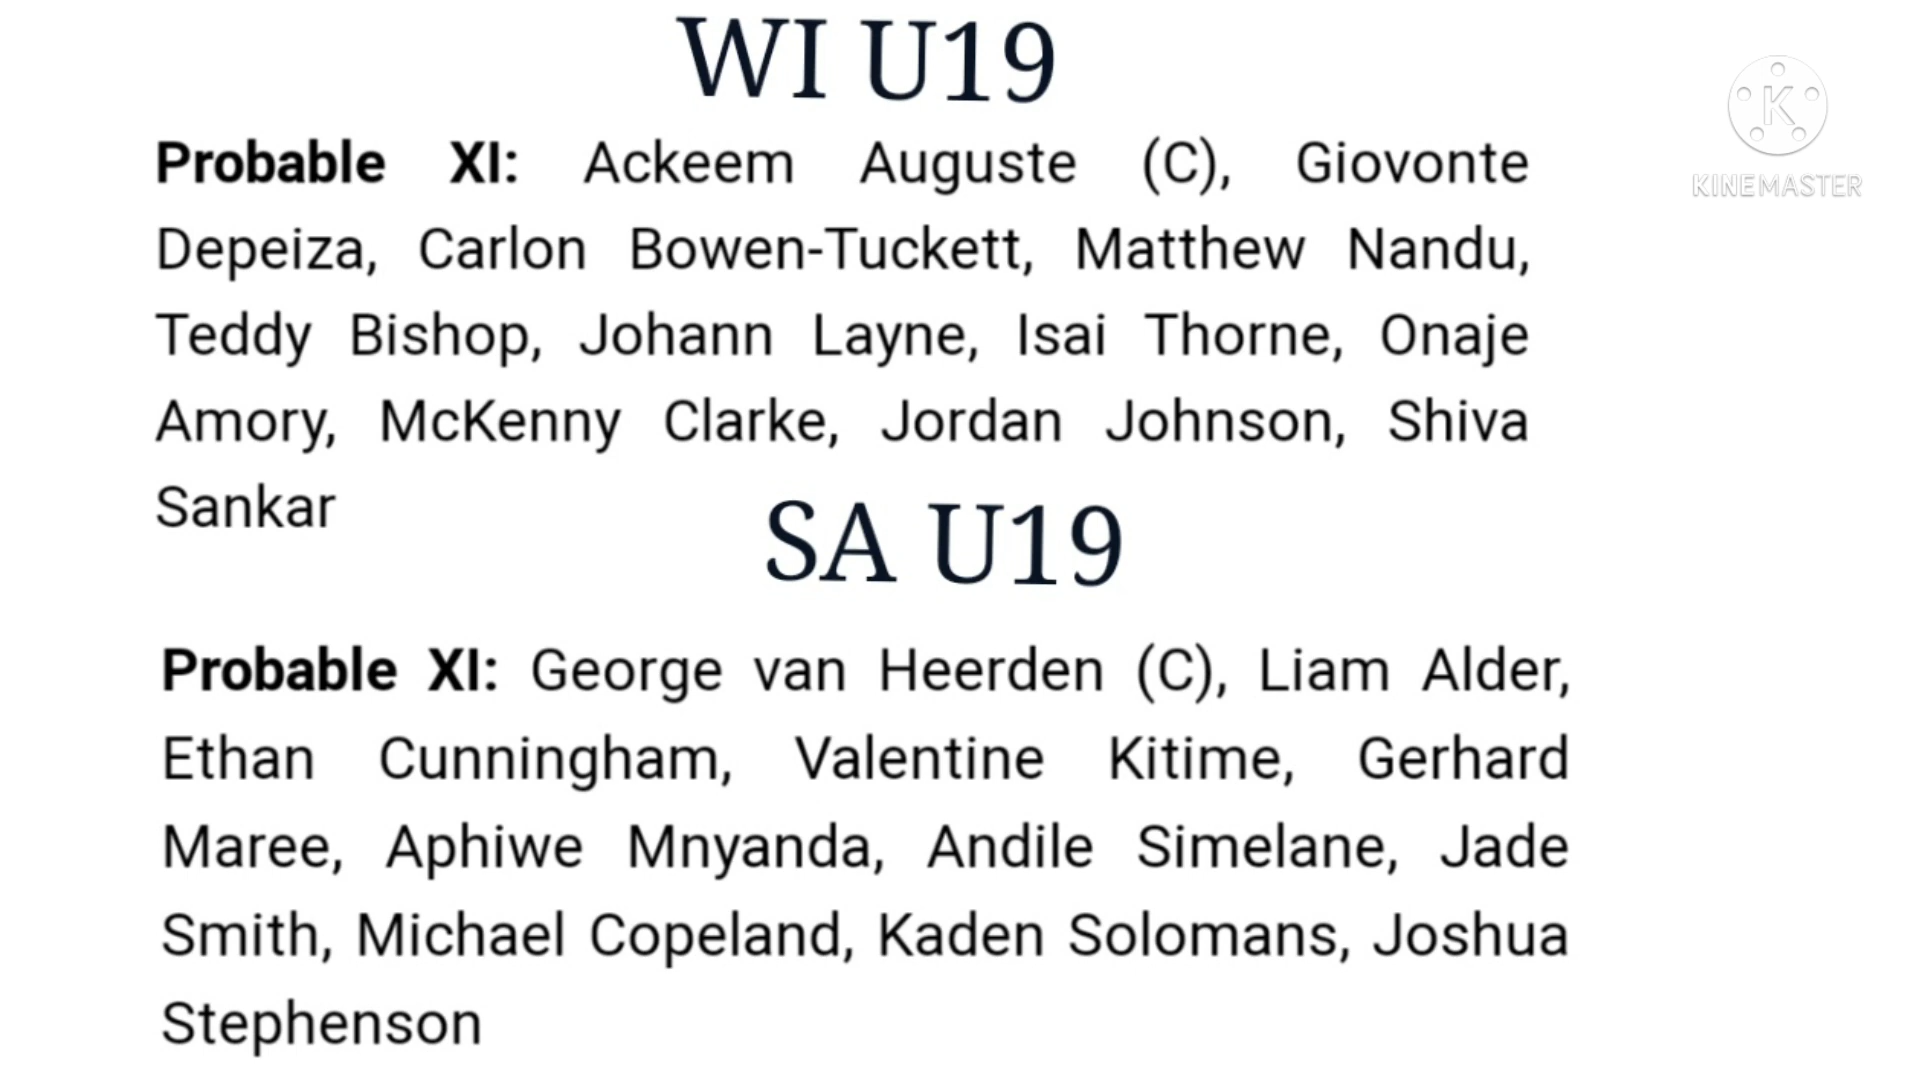 WI U19
K
KINEMASTER
Probable XI: Ackeem Auguste (C), Giovonte
Depeiza, Carlon Bowen-Tuckett, Matthew Nandu,
Teddy Bishop, Johann Layne, Isai Thorne, Onaje
Amory, McKenny Clarke, Jordan Johnson, Shiva
Sankar
SA U19
Probable XI: George van Heerden (C), Liam Alder,
Ethan Cunningham, Valentine Kitime, Gerhard
Maree, Aphiwe Mnyanda, Andile Simelane, Jade
Smith, Michael Copeland, Kaden Solomans, Joshua
Stephenson